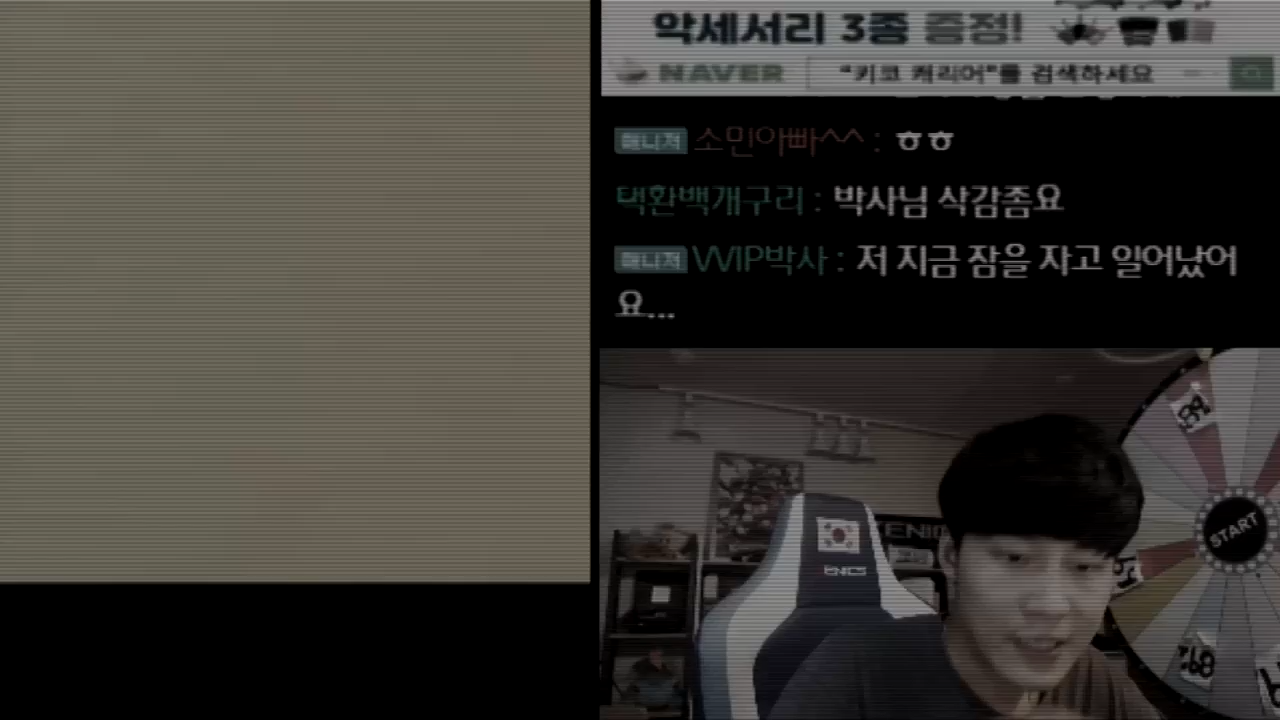 악세서리 3종 증정!
NAVER "키코 캐리어"를 검색하세요
매니저 소민아빠^^ : ㅎㅎ
택환백개구리 : 박사님 삭감좀요
매니저 VVIP박사 : 저 지금 잠을 자고 일어났어
요...
START